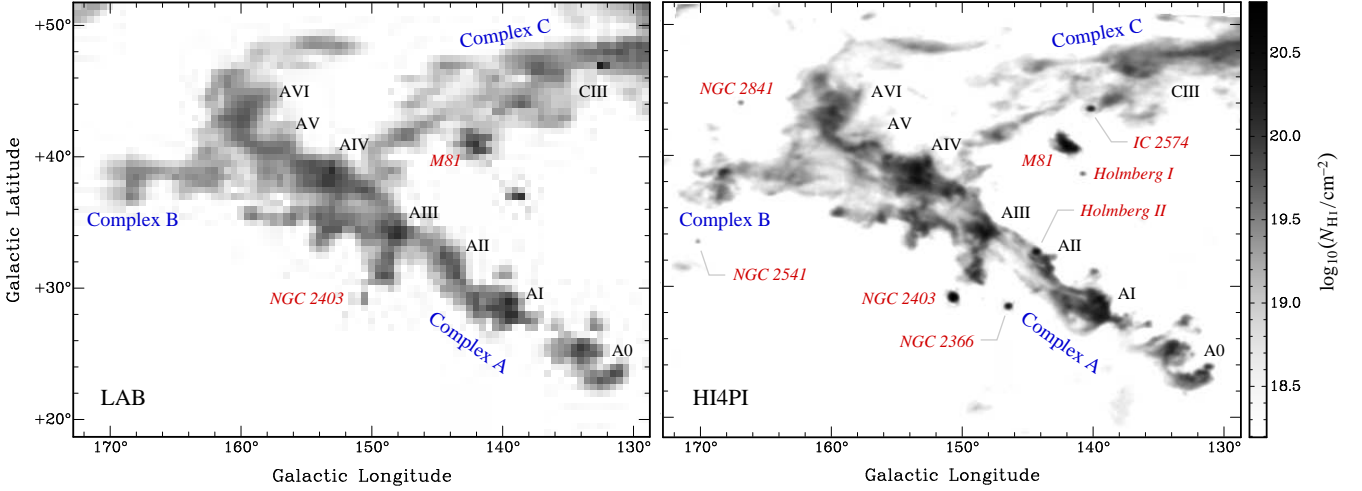 +50°
+40°
+30°
+20°
Galactic Latitude
Complex C
AVI
CIII
AV
AIV
M81
Complex B
AIII
AII
NGC 2403
AI
Complex A
A0
LAB
170°
160°
150°
140°
130°
Galactic Longitude
Complex C
NGC 2841
AVI
CIII
AV
AIV
IC 2574
M81
Holmberg I
Complex B
AIII
Holmberg II
AII
NGC 2541
NGC 2403
AI
NGC 2366
Complex A
A0
HI4PI
170°
160°
150°
140°
130°
Galactic Longitude
20.5
20.0
19.5
19.0
18.5
log₁₀(N_HI/cm⁻²)